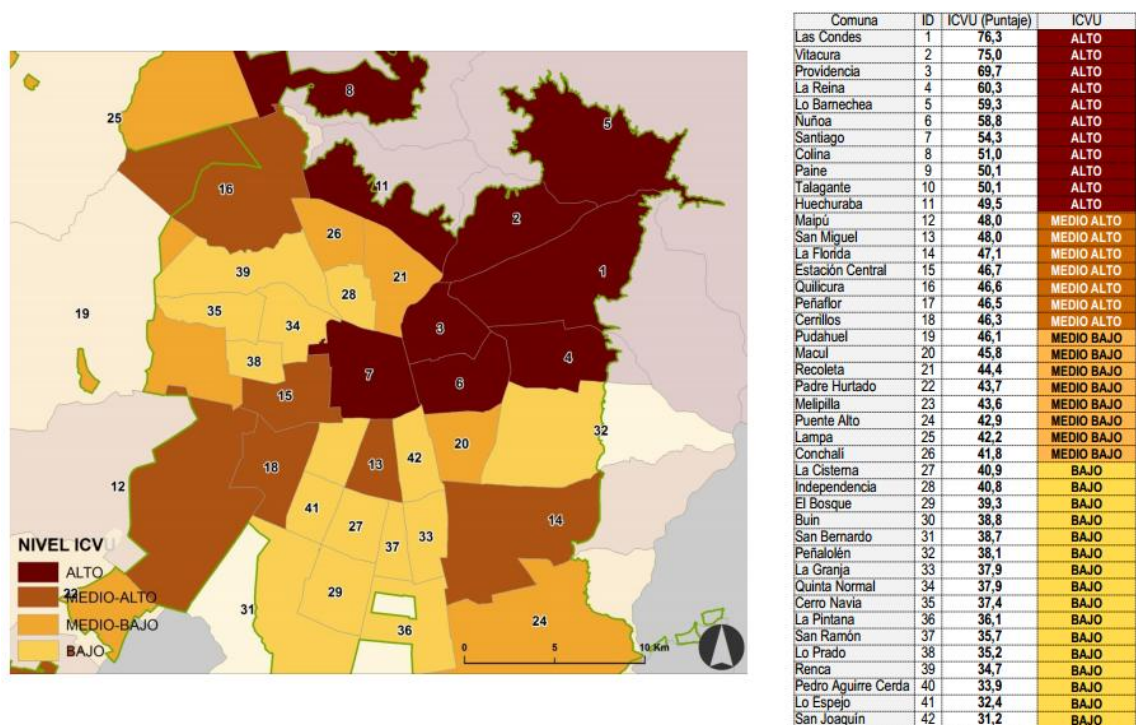 8
25
5
11
16
2
26
39
21
1
28
35
19
34
3
4
38
7
6
15
32
20
42
13
18
12
14
41
27
33
37
NIVEL ICVU
ALTO
22
MEDIO-ALTO
29
31
24
MEDIO-BAJO
36
BAJO
0 5 10 Km
Comuna ID ICVU (Puntaje) ICVU
Las Condes 1 76,3 ALTO
Vitacura 2 75,0 ALTO
Providencia 3 69,7 ALTO
La Reina 4 60,3 ALTO
Lo Barnechea 5 59,3 ALTO
Ñuñoa 6 58,8 ALTO
Santiago 7 54,3 ALTO
Colina 8 51,0 ALTO
Paine 9 50,1 ALTO
Talagante 10 50,1 ALTO
Huechuraba 11 49,5 ALTO
Maipú 12 48,0 MEDIO ALTO
San Miguel 13 48,0 MEDIO ALTO
La Florida 14 47,1 MEDIO ALTO
Estación Central 15 46,7 MEDIO ALTO
Quilicura 16 46,6 MEDIO ALTO
Peñaflor 17 46,5 MEDIO ALTO
Cerrillos 18 46,3 MEDIO ALTO
Pudahuel 19 46,1 MEDIO BAJO
Macul 20 45,8 MEDIO BAJO
Recoleta 21 44,4 MEDIO BAJO
Padre Hurtado 22 43,7 MEDIO BAJO
Melipilla 23 43,6 MEDIO BAJO
Puente Alto 24 42,9 MEDIO BAJO
Lampa 25 42,2 MEDIO BAJO
Conchalí 26 41,8 MEDIO BAJO
La Cisterna 27 40,9 BAJO
Independencia 28 40,8 BAJO
El Bosque 29 39,3 BAJO
Buin 30 38,8 BAJO
San Bernardo 31 38,7 BAJO
Peñalolén 32 38,1 BAJO
La Granja 33 37,9 BAJO
Quinta Normal 34 37,9 BAJO
Cerro Navia 35 37,4 BAJO
La Pintana 36 36,1 BAJO
San Ramón 37 35,7 BAJO
Lo Prado 38 35,2 BAJO
Renca 39 34,7 BAJO
Pedro Aguirre Cerda 40 33,9 BAJO
Lo Espejo 41 32,4 BAJO
San Joaquín 42 31,2 BAJO